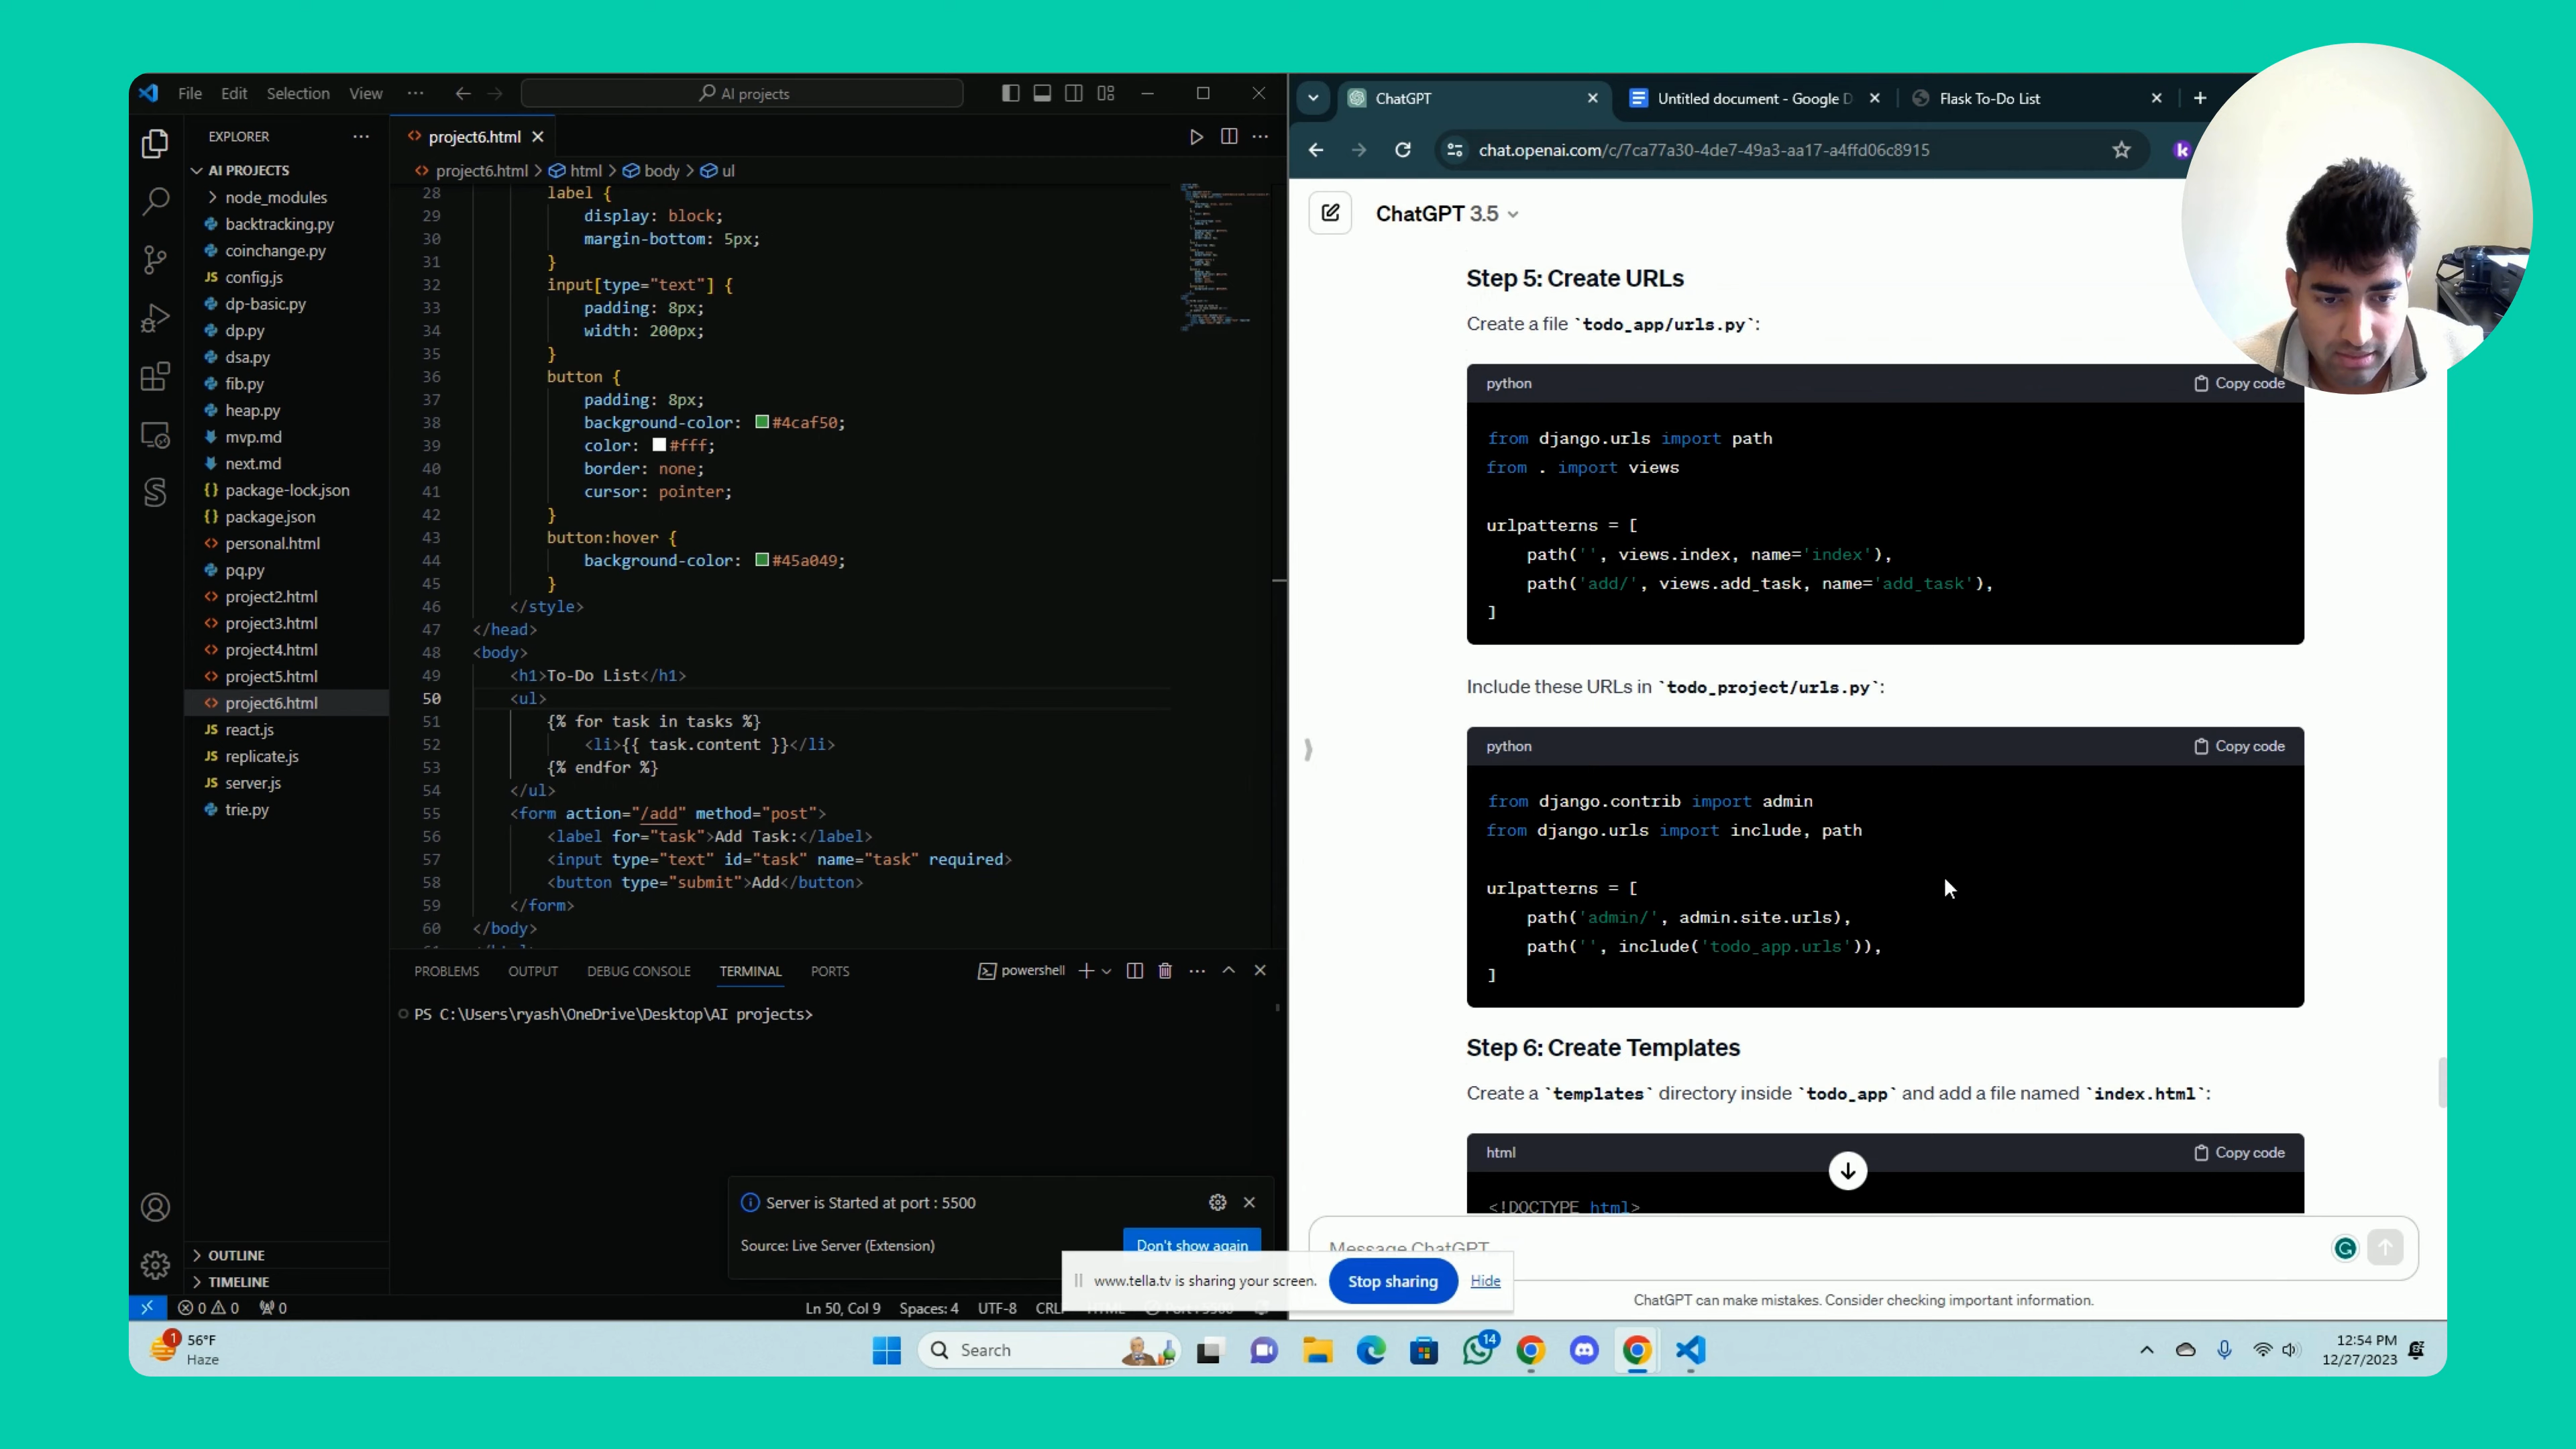 File Edit Selection View ··· AI projects
EXPLORER ···
AI PROJECTS
node_modules
backtracking.py
coinchange.py
JS config.js
dp-basic.py
dp.py
dsa.py
fib.py
heap.py
mvp.md
next.md
{} package-lock.json
{} package.json
<> personal.html
pq.py
<> project2.html
<> project3.html
<> project4.html
<> project5.html
<> project6.html
JS react.js
JS replicate.js
JS server.js
trie.py
OUTLINE
TIMELINE
<> project6.html
<> project6.html > html > body > ul
28 label {
29 display: block;
30 margin-bottom: 5px;
31 }
32 input[type="text"] {
33 padding: 8px;
34 width: 200px;
35 }
36 button {
37 padding: 8px;
38 background-color: #4caf50;
39 color: #fff;
40 border: none;
41 cursor: pointer;
42 }
43 button:hover {
44 background-color: #45a049;
45 }
46 </style>
47 </head>
48 <body>
49 <h1>To-Do List</h1>
50 <ul>
51 {% for task in tasks %}
52 <li>{{ task.content }}</li>
53 {% endfor %}
54 </ul>
55 <form action="/add" method="post">
56 <label for="task">Add Task:</label>
57 <input type="text" id="task" name="task" required>
58 <button type="submit">Add</button>
59 </form>
60 </body>
PROBLEMS OUTPUT DEBUG CONSOLE TERMINAL PORTS powershell
PS C:\Users\ryash\OneDrive\Desktop\AI projects>
Server is Started at port : 5500
Source: Live Server (Extension) Don't show again
0 0 0 Ln 50, Col 9 Spaces: 4 UTF-8
ChatGPT Untitled document - Google D Flask To-Do List
chat.openai.com/c/7ca77a30-4de7-49a3-aa17-a4ffd06c8915 k
ChatGPT 3.5
Step 5: Create URLs
Create a file `todo_app/urls.py`:
python Copy code
from django.urls import path
from . import views
urlpatterns = [
path('', views.index, name='index'),
path('add/', views.add_task, name='add_task'),
]
Include these URLs in `todo_project/urls.py`:
python Copy code
from django.contrib import admin
from django.urls import include, path
urlpatterns = [
path('admin/', admin.site.urls),
path('', include('todo_app.urls')),
]
Step 6: Create Templates
Create a `templates` directory inside `todo_app` and add a file named `index.html`:
html Copy code
<!DOCTYPE html>
Message ChatGPT
www.tella.tv is sharing your screen. Stop sharing Hide
ChatGPT can make mistakes. Consider checking important information.
1 56°F
Haze
Search
14
12:54 PM
12/27/2023